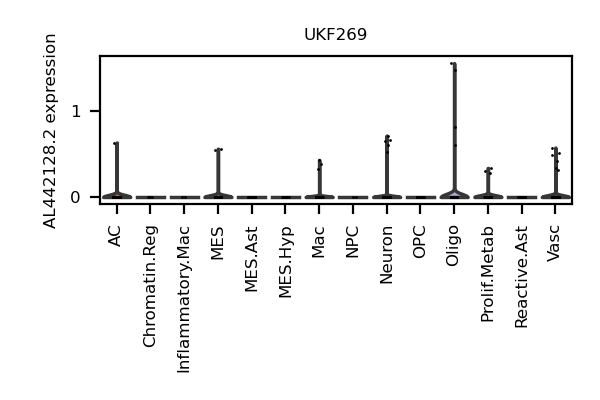 UKF269
AL442128.2 expression
1
0
AC
Chromatin.Reg
Inflammatory.Mac
MES
MES.Ast
MES.Hyp
Mac
NPC
Neuron
OPC
Oligo
Prolif.Metab
Reactive.Ast
Vasc